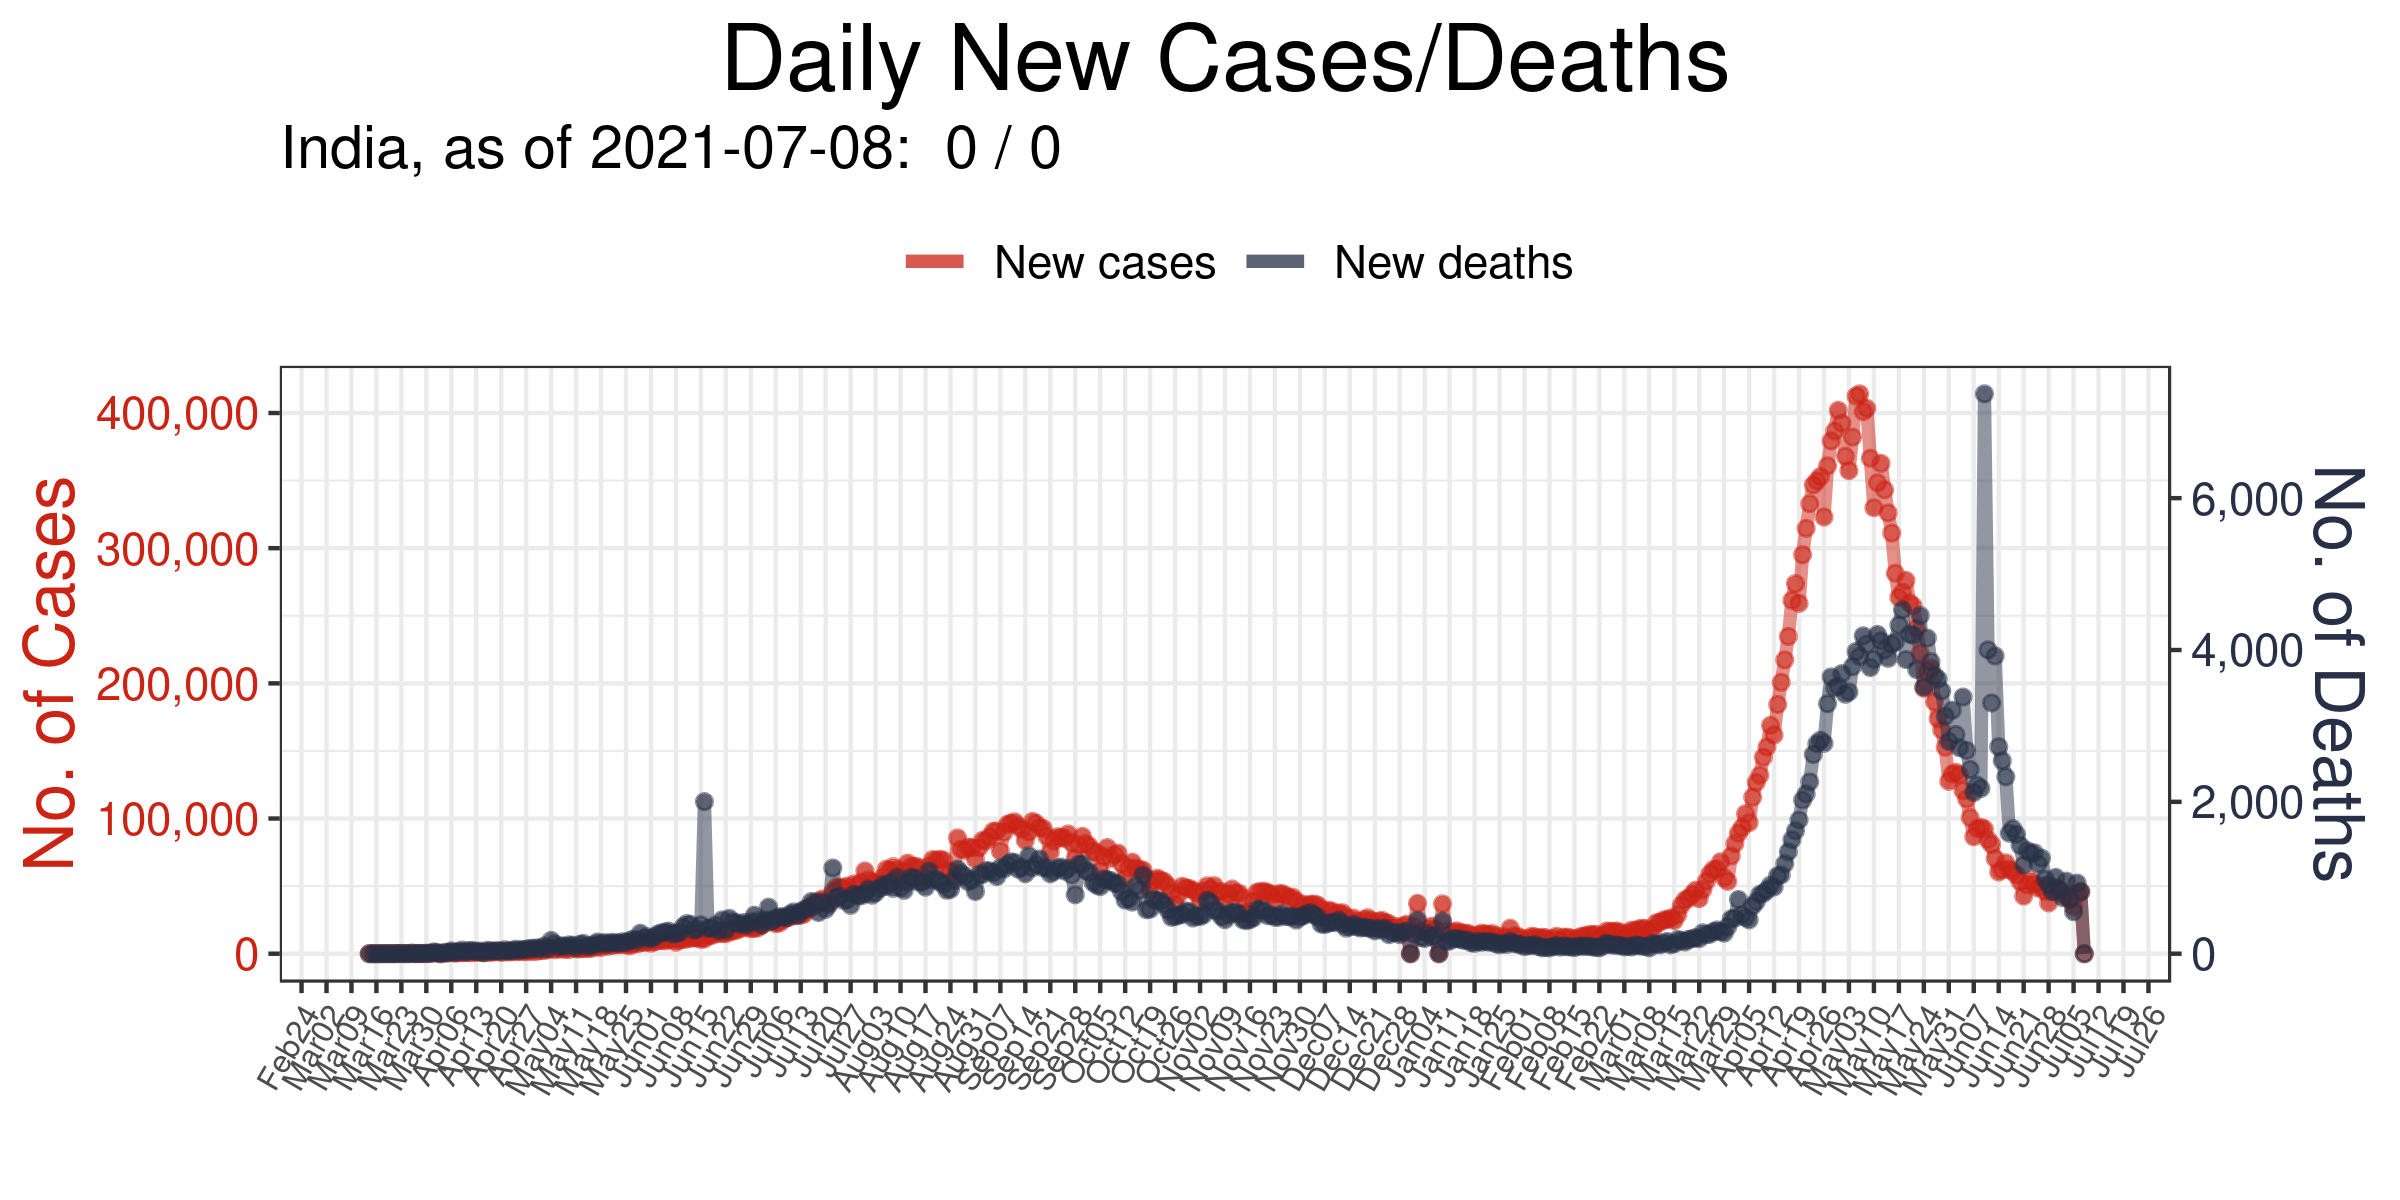 Daily New Cases/Deaths
India, as of 2021-07-08:  0 / 0
New cases
New deaths
No. of Cases
400,000
300,000
200,000
100,000
0
No. of Deaths
6,000
4,000
2,000
0
Feb24
Mar02
Mar09
Mar16
Mar23
Mar30
Apr06
Apr13
Apr20
Apr27
May04
May11
May18
May25
Jun01
Jun08
Jun15
Jun22
Jun29
Jul06
Jul13
Jul20
Jul27
Aug03
Aug10
Aug17
Aug24
Aug31
Sep07
Sep14
Sep21
Sep28
Oct05
Oct12
Oct19
Oct26
Nov02
Nov09
Nov16
Nov23
Nov30
Dec07
Dec14
Dec21
Dec28
Jan04
Jan11
Jan18
Jan25
Feb01
Feb08
Feb15
Feb22
Mar01
Mar08
Mar15
Mar22
Mar29
Apr05
Apr12
Apr19
Apr26
May03
May10
May17
May24
May31
Jun07
Jun14
Jun21
Jun28
Jul05
Jul12
Jul19
Jul26